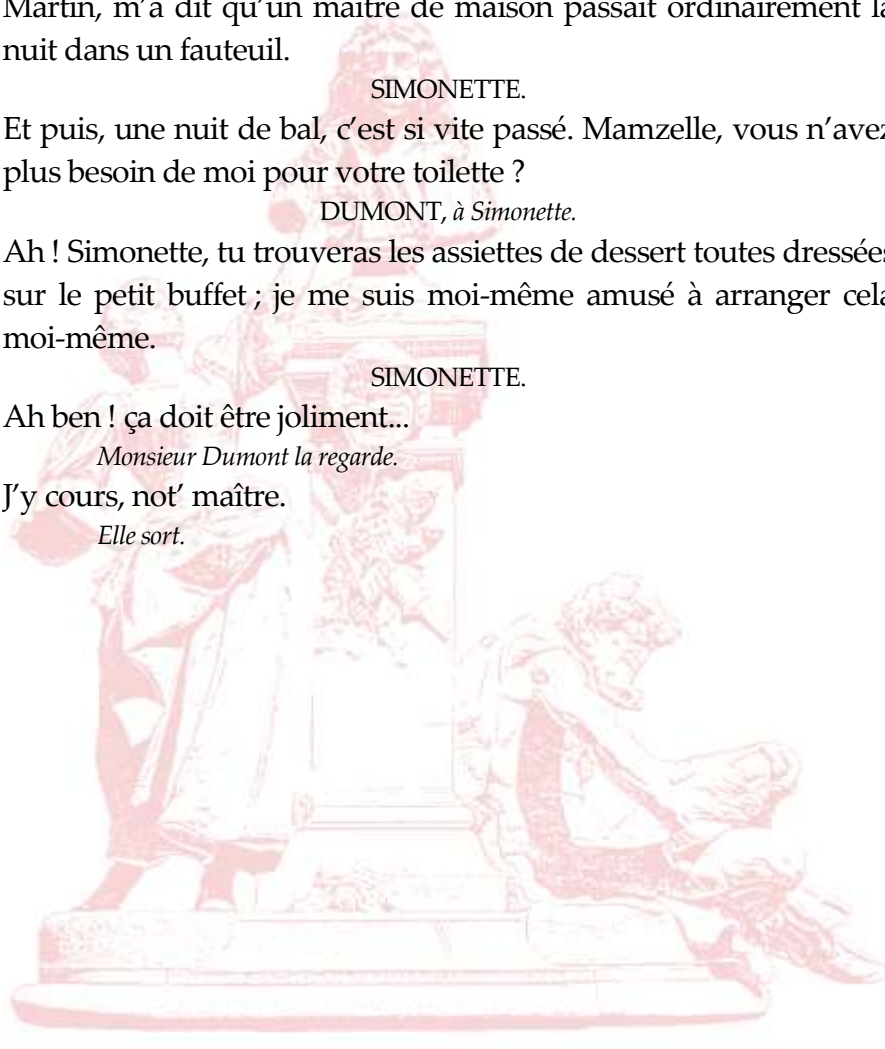 Martin, m’a dit qu’un maître de maison passait ordinairement la
nuit dans un fauteuil.
SIMONETTE.
Et puis, une nuit de bal, c’est si vite passé. Mamzelle, vous n’avez
plus besoin de moi pour votre toilette ?
DUMONT, à Simonette.
Ah ! Simonette, tu trouveras les assiettes de dessert toutes dressées
sur le petit buffet ; je me suis moi-même amusé à arranger cela
moi-même.
SIMONETTE.
Ah ben ! ça doit être joliment...
Monsieur Dumont la regarde.
J’y cours, not’ maître.
Elle sort.